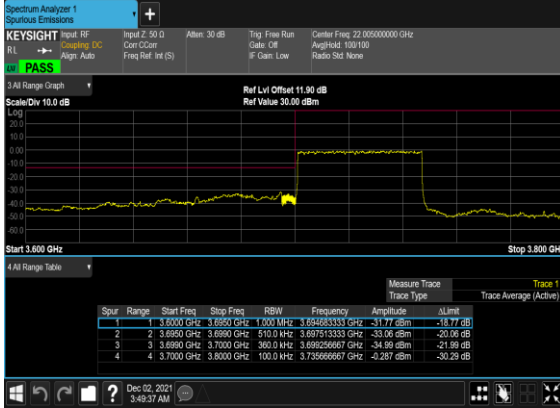 Spectrum Analyzer 1
Spurious Emissions
+
KEYSIGHT Input: RF Input Z: 50 Ω Atten: 30 dB Trig: Free Run Center Freq: 22.005000000 GHz
RL Coupling: DC Corr CCorr Gate: Off Avg|Hold: 100/100
Align: Auto Freq Ref: Int (S) IF Gain: Low Radio Std: None
LXI PASS
3 All Range Graph
Ref Lvl Offset 11.90 dB
Scale/Div 10.0 dB Ref Value 30.00 dBm
Log
20.0
10.0
0.00
-10.0
-20.0
-30.0
-40.0
-50.0
-60.0
Start 3.600 GHz Stop 3.800 GH
4 All Range Table
Measure Trace Trace 1
Trace Type Trace Average (Active)
Spur Range Start Freq Stop Freq RBW Frequency Amplitude ΔLimit
1 1 3.6000 GHz 3.6950 GHz 1.000 MHz 3.694683333 GHz -31.77 dBm -18.77 dB
2 2 3.6950 GHz 3.6990 GHz 510.0 kHz 3.697513333 GHz -33.06 dBm -20.06 dB
3 3 3.6990 GHz 3.7000 GHz 360.0 kHz 3.699256667 GHz -34.99 dBm -21.99 dB
4 4 3.7000 GHz 3.8000 GHz 100.0 kHz 3.735666667 GHz -0.287 dBm -30.29 dB
? Dec 02, 2021
3:49:37 AM